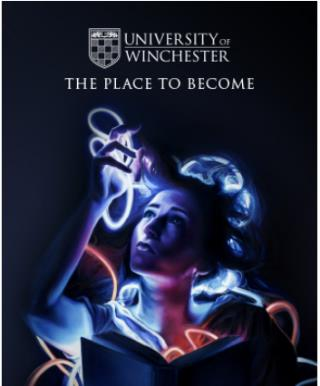 UNIVERSITY OF
WINCHESTER
THE PLACE TO BECOME